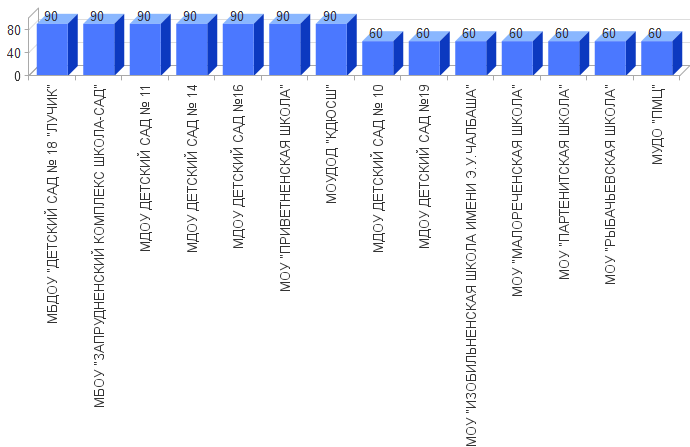 90 90 90 90 90 90 90 60 60 60 60 60 60 60
80
40
0
МБДОУ "ДЕТСКИЙ САД № 18 "ЛУЧИК"
МБОУ "ЗАПРУДНЕНСКИЙ КОМПЛЕКС ШКОЛА-САД"
МДОУ ДЕТСКИЙ САД № 11
МДОУ ДЕТСКИЙ САД № 14
МДОУ ДЕТСКИЙ САД №16
МОУ "ПРИВЕТНЕНСКАЯ ШКОЛА"
МОУДОД "КДЮСШ"
МДОУ ДЕТСКИЙ САД № 10
МДОУ ДЕТСКИЙ САД №19
МОУ "ИЗОБИЛЬНЕНСКАЯ ШКОЛА ИМЕНИ Э.У.ЧАЛБАША"
МОУ "МАЛОРЕЧЕНСКАЯ ШКОЛА"
МОУ "ПАРТЕНИТСКАЯ ШКОЛА"
МОУ "РЫБАЧЬЕВСКАЯ ШКОЛА"
МУДО "ПМЦ"